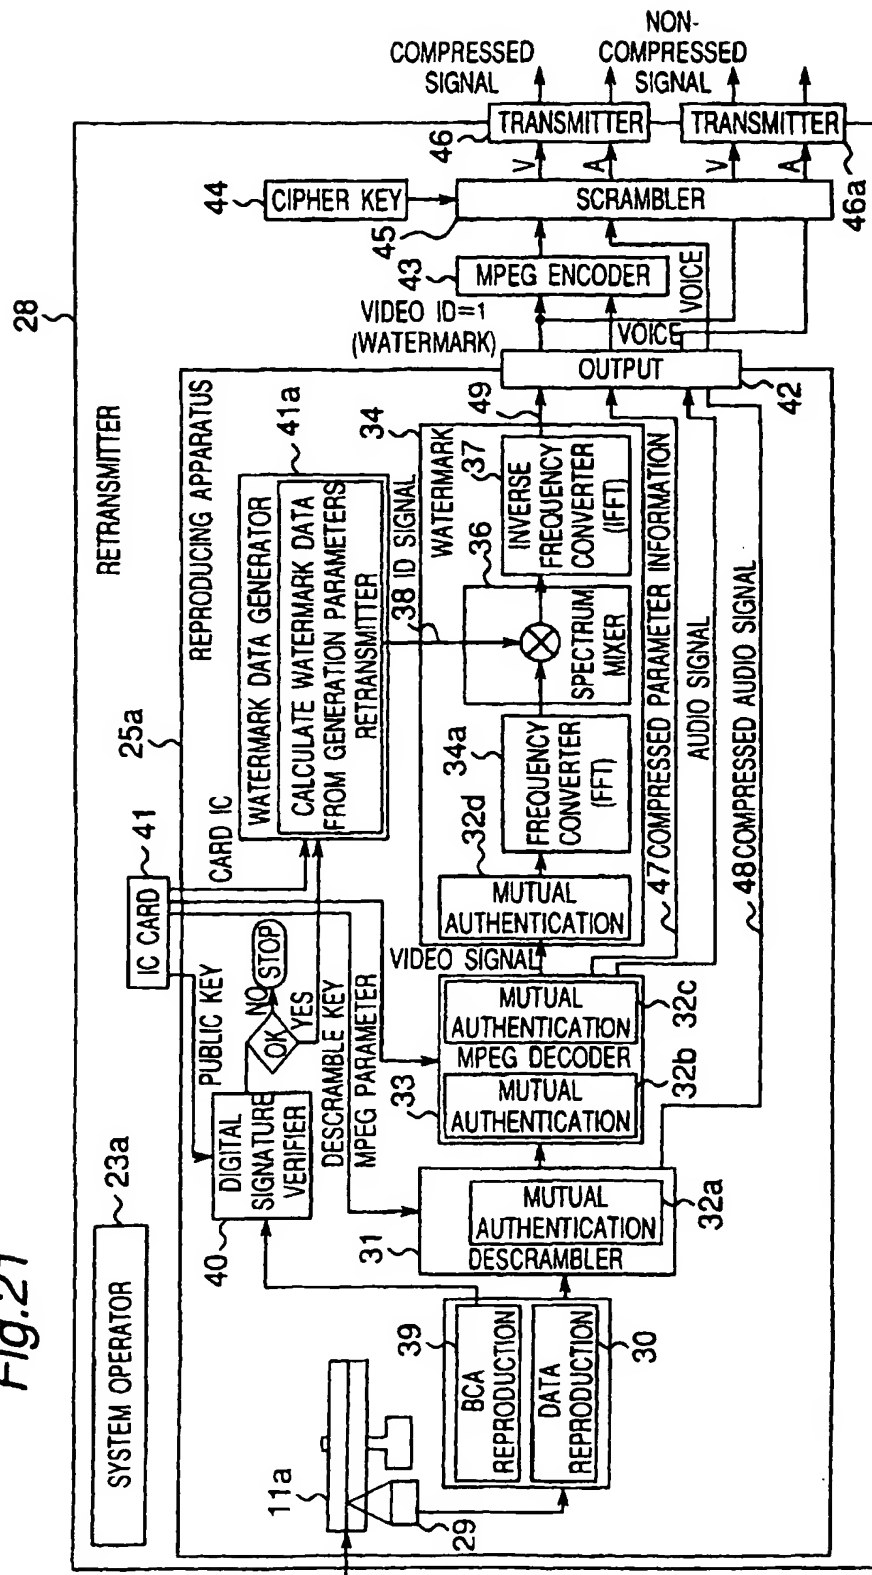 Fig.21
SYSTEM OPERATOR
23a
RETRANSMITTER
28
25a
REPRODUCING APPARATUS
IC CARD
41
11a
29
BCA
REPRODUCTION
39
DATA
REPRODUCTION
30
DIGITAL
SIGNATURE
VERIFIER
40
PUBLIC KEY
OK
NO
STOP
YES
CARD IC
DESCRAMBLE KEY
MPEG PARAMETER
31
MUTUAL
AUTHENTICATION
DESCRAMBLER
32a
33
MUTUAL
AUTHENTICATION
32b
MPEG DECODER
MUTUAL
AUTHENTICATION
32c
VIDEO SIGNAL
WATERMARK DATA GENERATOR
41a
CALCULATE WATERMARK DATA
FROM GENERATION PARAMETERS
RETRANSMITTER
38
ID SIGNAL
34
WATERMARK
MUTUAL
AUTHENTICATION
32d
FREQUENCY
CONVERTER
(FFT)
34a
SPECTRUM
MIXER
36
INVERSE
FREQUENCY
CONVERTER
(IFFT)
37
47
COMPRESSED PARAMETER INFORMATION
AUDIO SIGNAL
48
COMPRESSED AUDIO SIGNAL
49
OUTPUT
42
VIDEO ID=1
(WATERMARK)
VOICE
VOICE
MPEG ENCODER
43
CIPHER KEY
44
SCRAMBLER
45
V
A
V
A
TRANSMITTER
46
TRANSMITTER
46a
COMPRESSED
SIGNAL
NON-
COMPRESSED
SIGNAL